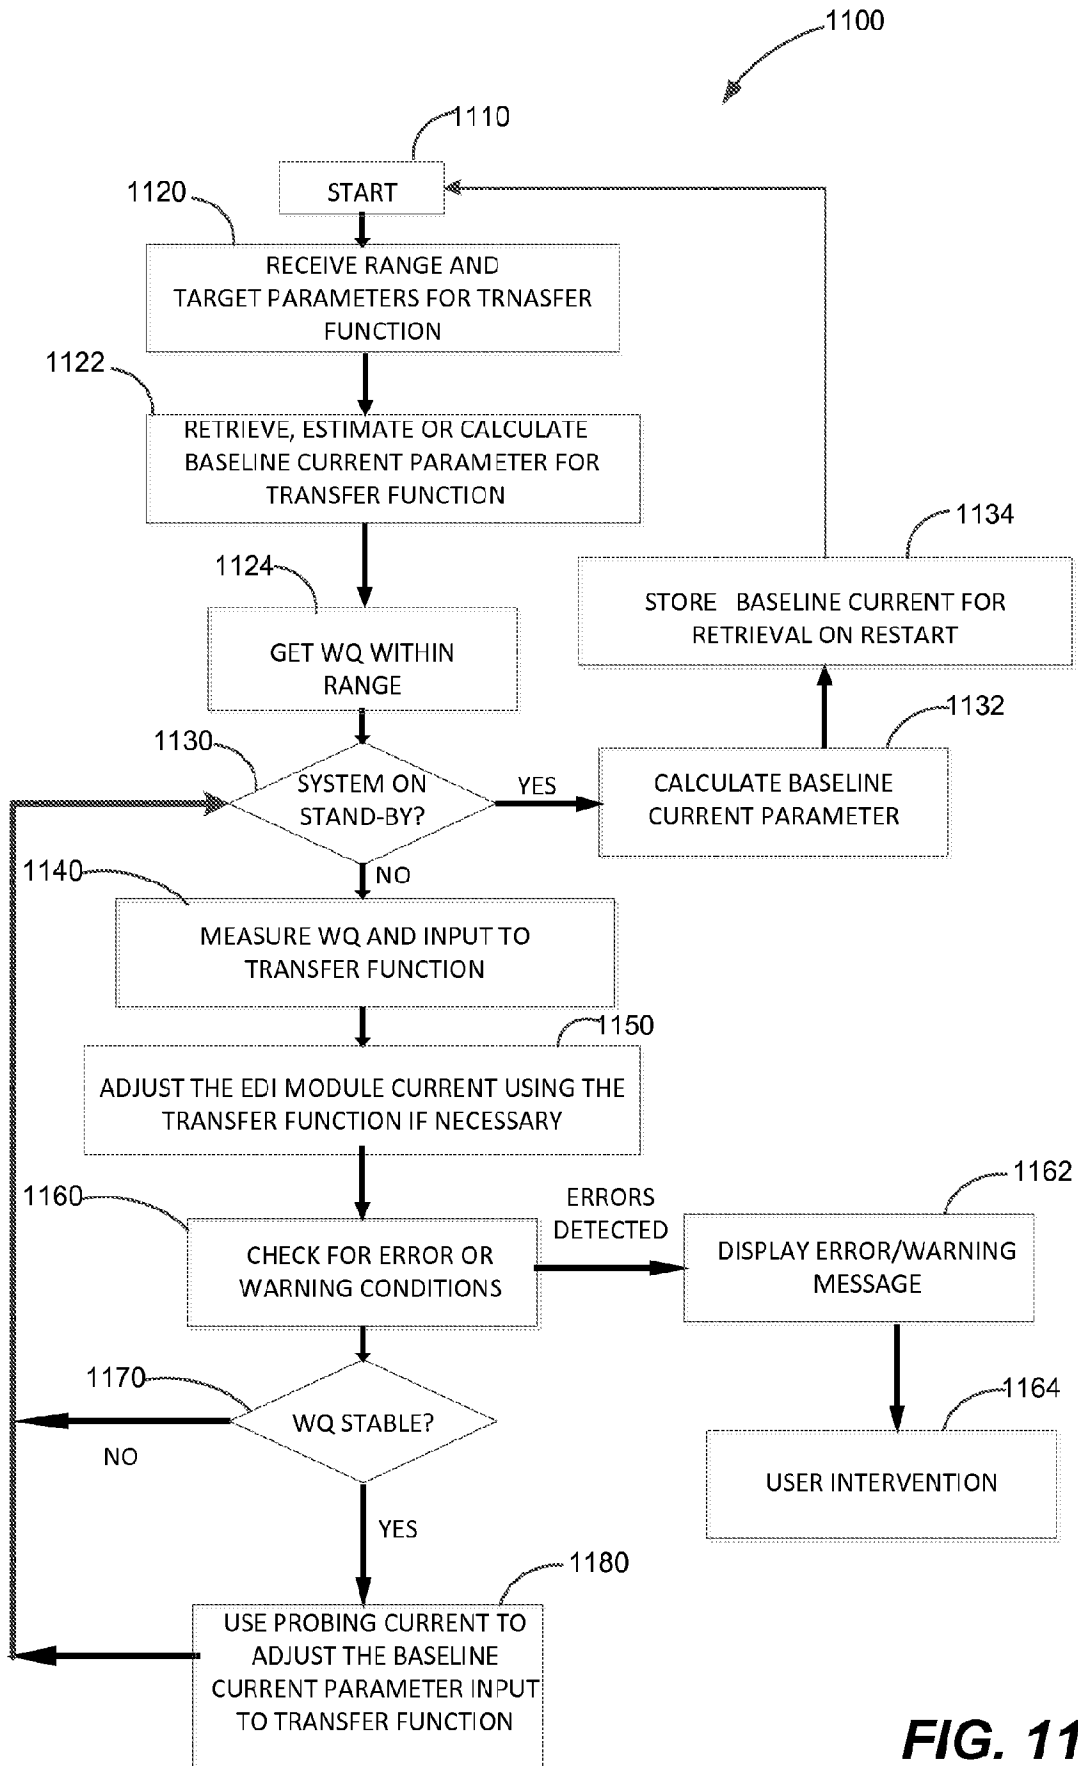 1100
1110
START
1120
RECEIVE RANGE AND
TARGET PARAMETERS FOR TRNASFER
FUNCTION
1122
RETRIEVE, ESTIMATE OR CALCULATE
BASELINE CURRENT PARAMETER FOR
TRANSFER FUNCTION
1124
GET WQ WITHIN
RANGE
1134
STORE BASELINE CURRENT FOR
RETRIEVAL ON RESTART
1130
SYSTEM ON
STAND-BY?
YES
1132
CALCULATE BASELINE
CURRENT PARAMETER
NO
1140
MEASURE WQ AND INPUT TO
TRANSFER FUNCTION
1150
ADJUST THE EDI MODULE CURRENT USING THE
TRANSFER FUNCTION IF NECESSARY
1160
CHECK FOR ERROR OR
WARNING CONDITIONS
ERRORS
DETECTED
1162
DISPLAY ERROR/WARNING
MESSAGE
1164
USER INTERVENTION
1170
WQ STABLE?
NO
YES
1180
USE PROBING CURRENT TO
ADJUST THE BASELINE
CURRENT PARAMETER INPUT
TO TRANSFER FUNCTION
FIG. 11